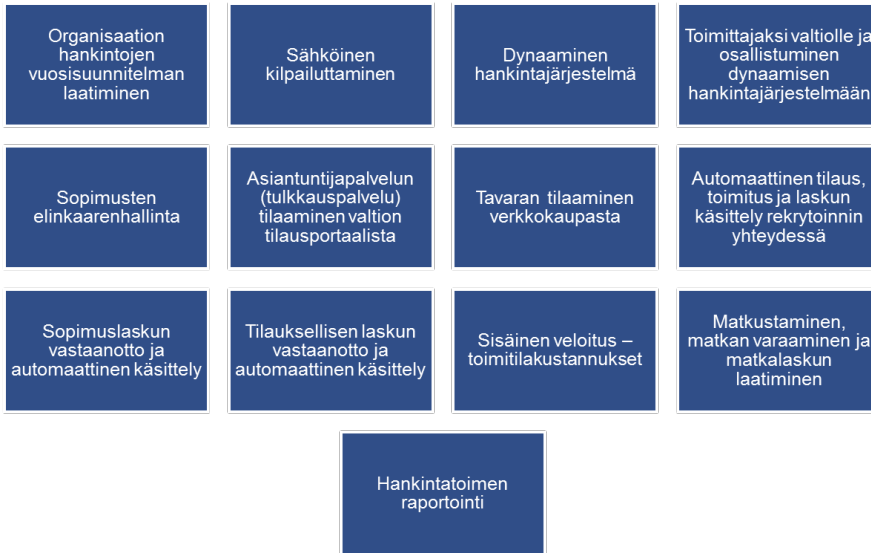 Organisaation
hankintojen
vuosisuunnitelman
laatiminen
Sähköinen
kilpailuttaminen
Dynaaminen
hankintajärjestelmä
Toimittajaksi valtiolle ja
osallistuminen
dynaamisen
hankintajärjestelmään
Sopimusten
elinkaarenhallinta
Asiantuntijapalvelun
(tulkkauspalvelu)
tilaaminen valtion
tilausportaalista
Tavaran tilaaminen
verkkokaupasta
Automaattinen tilaus,
toimitus ja laskun
käsittely rekrytoinnin
yhteydessä
Sopimuslaskun
vastaanotto ja
automaattinen käsittely
Tilauksellisen laskun
vastaanotto ja
automaattinen käsittely
Sisäinen veloitus –
toimitilakustannukset
Matkustaminen,
matkan varaaminen ja
matkalaskun
laatiminen
Hankintatoimen
raportointi